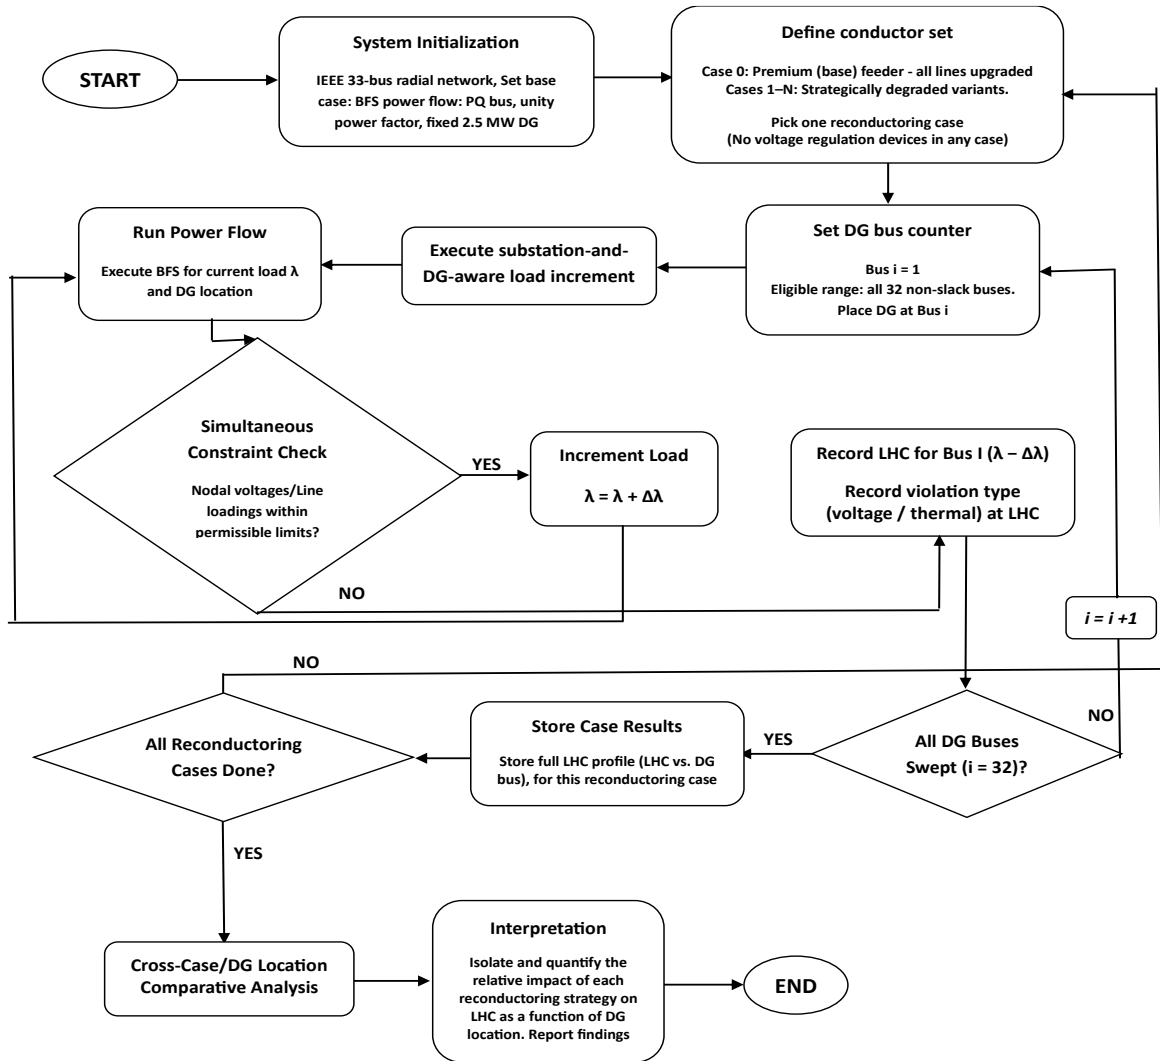 START
System Initialization
IEEE 33-bus radial network, Set base
case: BFS power flow: PQ bus, unity
power factor, fixed 2.5 MW DG
Define conductor set
Case 0: Premium (base) feeder - all lines upgraded
Cases 1–N: Strategically degraded variants.
Pick one reconductoring case
(No voltage regulation devices in any case)
Set DG bus counter
Bus i = 1
Eligible range: all 32 non-slack buses.
Place DG at Bus i
Execute substation-and-
DG-aware load increment
Run Power Flow
Execute BFS for current load λ
and DG location
Simultaneous
Constraint Check
Nodal voltages/Line
loadings within
permissible limits?
YES
Increment Load
λ = λ + Δλ
NO
Record LHC for Bus I (λ – Δλ)
Record violation type
(voltage / thermal) at LHC
i = i +1
All DG Buses
Swept (i = 32)?
NO
YES
Store Case Results
Store full LHC profile (LHC vs. DG
bus), for this reconductoring case
All Reconductoring
Cases Done?
NO
YES
Cross-Case/DG Location
Comparative Analysis
Interpretation
Isolate and quantify the
relative impact of each
reconductoring strategy on
LHC as a function of DG
location. Report findings
END